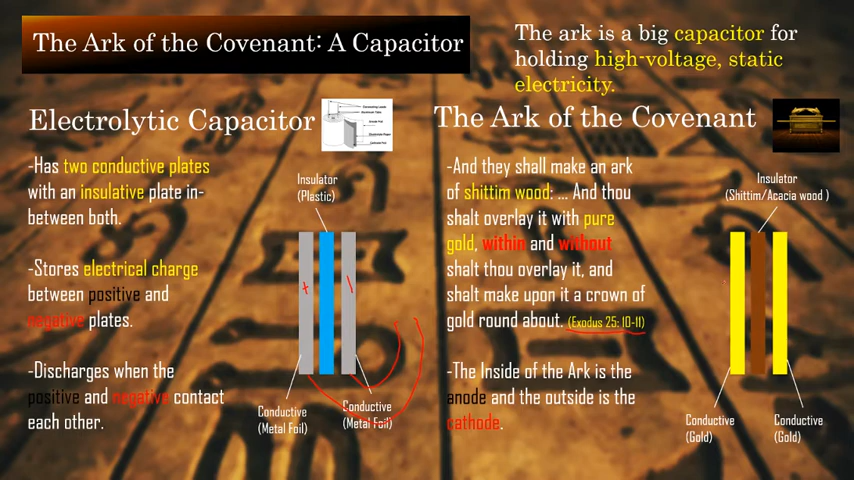 The Ark of the Covenant: A Capacitor
The ark is a big capacitor for
holding high-voltage, static
electricity.
Electrolytic Capacitor
-Has two conductive plates
with an insulative plate in-
between both.
-Stores electrical charge
between positive and
negative plates.
-Discharges when the
positive and negative contact
each other.
Insulator
(Plastic)
+
Conductive
(Metal Foil)
Conductive
(Metal Foil)
The Ark of the Covenant
-And they shall make an ark
of shittim wood: ... And thou
shalt overlay it with pure
gold, within and without
shalt thou overlay it, and
shalt make upon it a crown of
gold round about. (Exodus 25: 10-11)
-The Inside of the Ark is the
anode and the outside is the
cathode.
Insulator
(Shittim/Acacia wood )
Conductive
(Gold)
Conductive
(Gold)